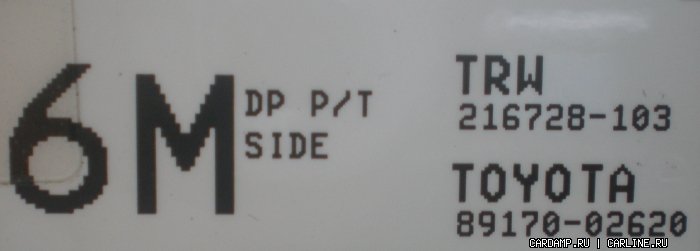 6M
DP P/T
SIDE
TRW
216728-103
TOYOTA
89170-02620
CARDAMP.RU | CARLINE.RU